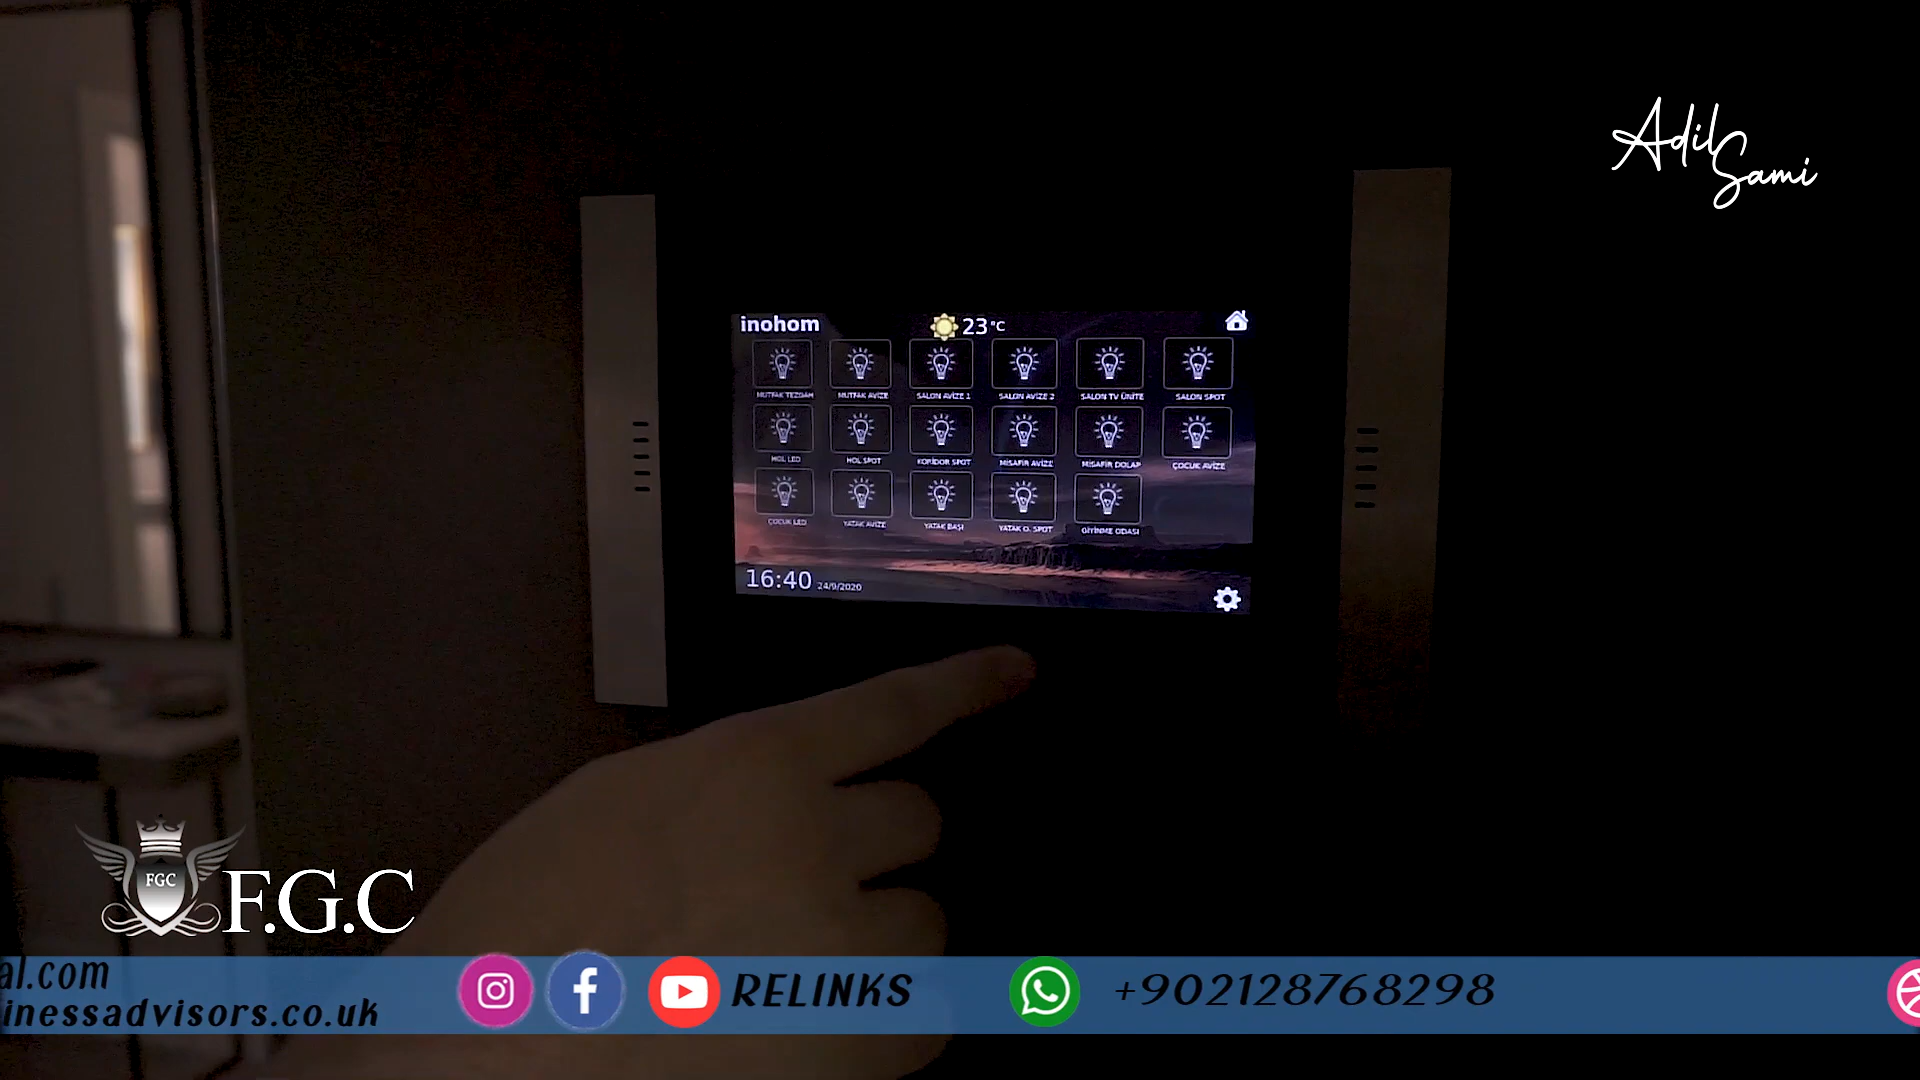 Adil
Sami
inohom
23°C
MUTFAK TEZGAH MUTFAK AVİZE SALON AVİZE 1 SALON AVİZE 2 SALON TV ÜNİTE SALON SPOT
HOL LED HOL SPOT KORİDOR SPOT MİSAFİR AVİZE MİSAFİR DOLAP ÇOCUK AVİZE
ÇOCUK LED YATAK AVİZE YATAK BAŞI YATAK O. SPOT GİYİNME ODASI
16:40 24/9/2020
FGC
F.G.C
al.com
inessadvisors.co.uk
RELINKS
+902128768298